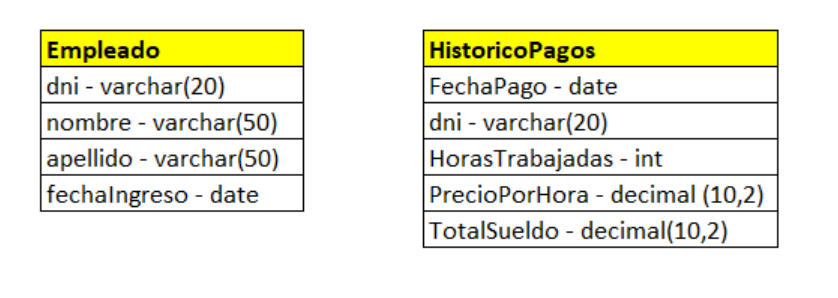 Empleado
dni - varchar(20)
nombre - varchar(50)
apellido - varchar(50)
fechaIngreso - date
HistoricoPagos
FechaPago - date
dni - varchar(20)
HorasTrabajadas - int
PrecioPorHora - decimal (10,2)
TotalSueldo - decimal(10,2)